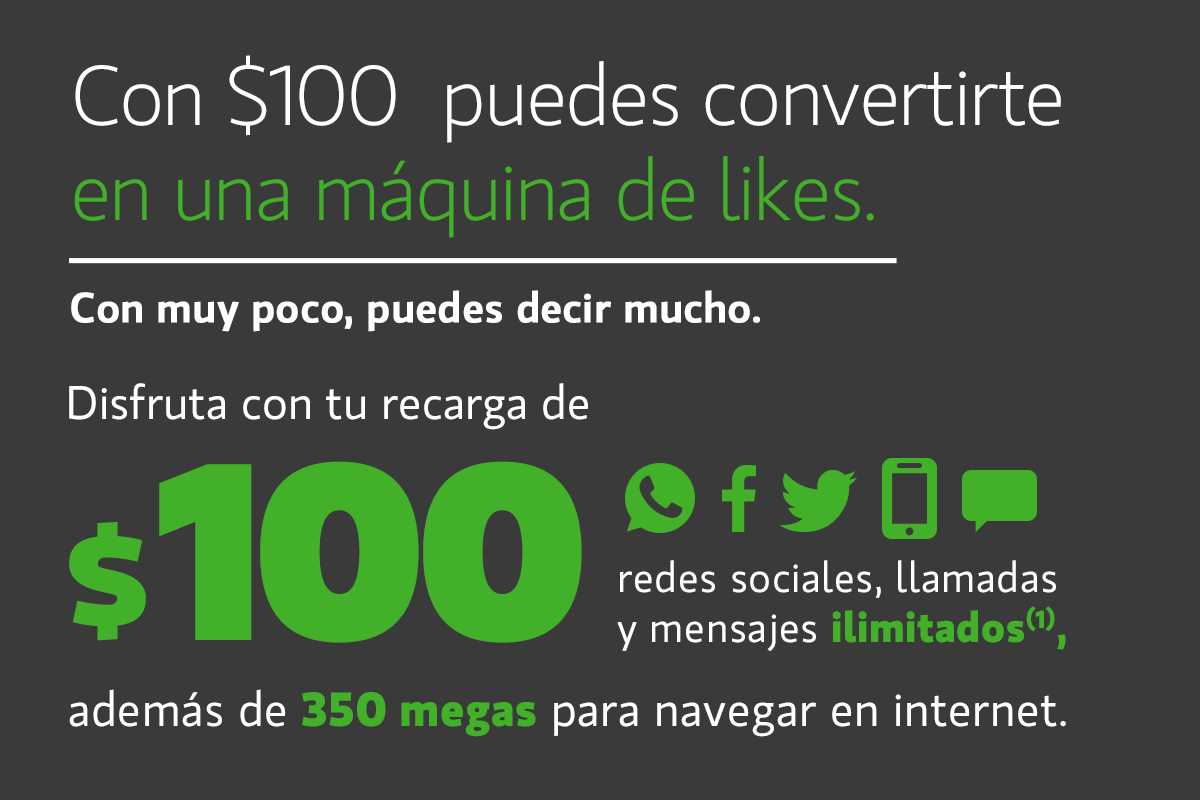 Con $100 puedes convertirte
en una máquina de likes.
Con muy poco, puedes decir mucho.
Disfruta con tu recarga de
$100
redes sociales, llamadas
y mensajes ilimitados(1),
además de 350 megas para navegar en internet.